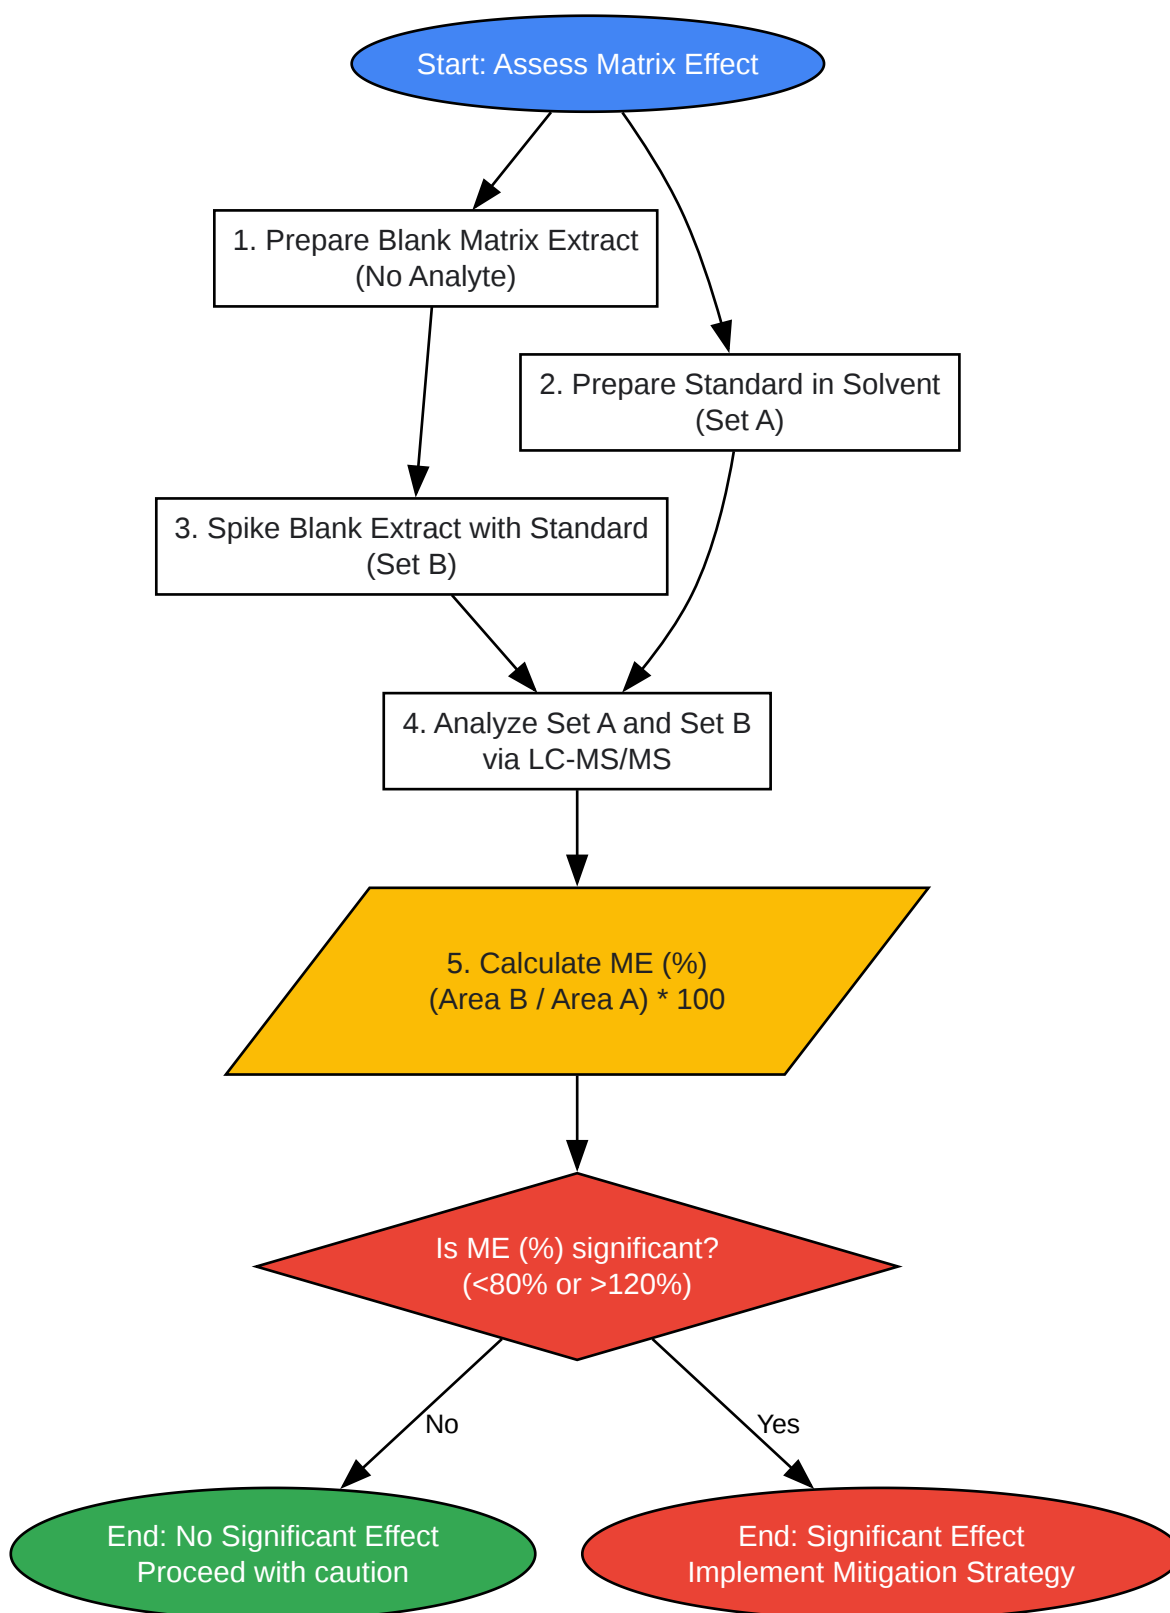 Start: Assess Matrix Effect
1. Prepare Blank Matrix Extract
(No Analyte)
2. Prepare Standard in Solvent
(Set A)
3. Spike Blank Extract with Standard
(Set B)
4. Analyze Set A and Set B
via LC-MS/MS
5. Calculate ME (%)
(Area B / Area A) * 100
Is ME (%) significant?
(<80% or >120%)
No
Yes
End: No Significant Effect
Proceed with caution
End: Significant Effect
Implement Mitigation Strategy